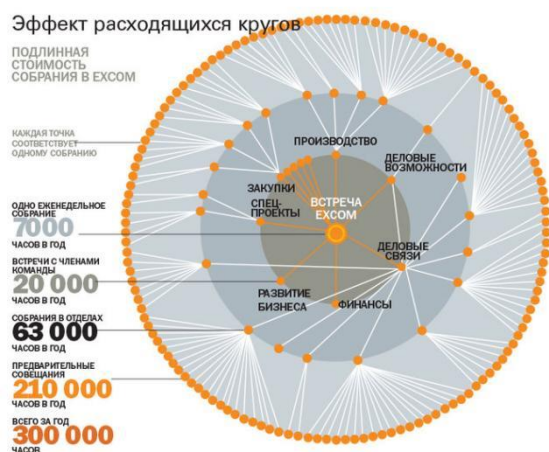 Эффект расходящихся кругов
ПОДЛИННАЯ
СТОИМОСТЬ
СОБРАНИЯ В EXCOM
КАЖДАЯ ТОЧКА
СООТВЕТСТВУЕТ
ОДНОМУ СОБРАНИЮ
ОДНО ЕЖЕНЕДЕЛЬНОЕ
СОБРАНИЕ
7000
ЧАСОВ В ГОД
ВСТРЕЧИ С ЧЛЕНАМИ
КОМАНДЫ
20 000
ЧАСОВ В ГОД
СОБРАНИЯ В ОТДЕЛАХ
63 000
ЧАСОВ В ГОД
ПРЕДВАРИТЕЛЬНЫЕ
СОВЕЩАНИЯ
210 000
ЧАСОВ В ГОД
ВСЕГО ЗА ГОД
300 000
ЧАСОВ
ПРОИЗВОДСТВО
ДЕЛОВЫЕ
ВОЗМОЖНОСТИ
ЗАКУПКИ
СПЕЦ-
ПРОЕКТЫ
ВСТРЕЧА
EXCOM
ДЕЛОВЫЕ
СВЯЗИ
РАЗВИТИЕ
БИЗНЕСА
ФИНАНСЫ